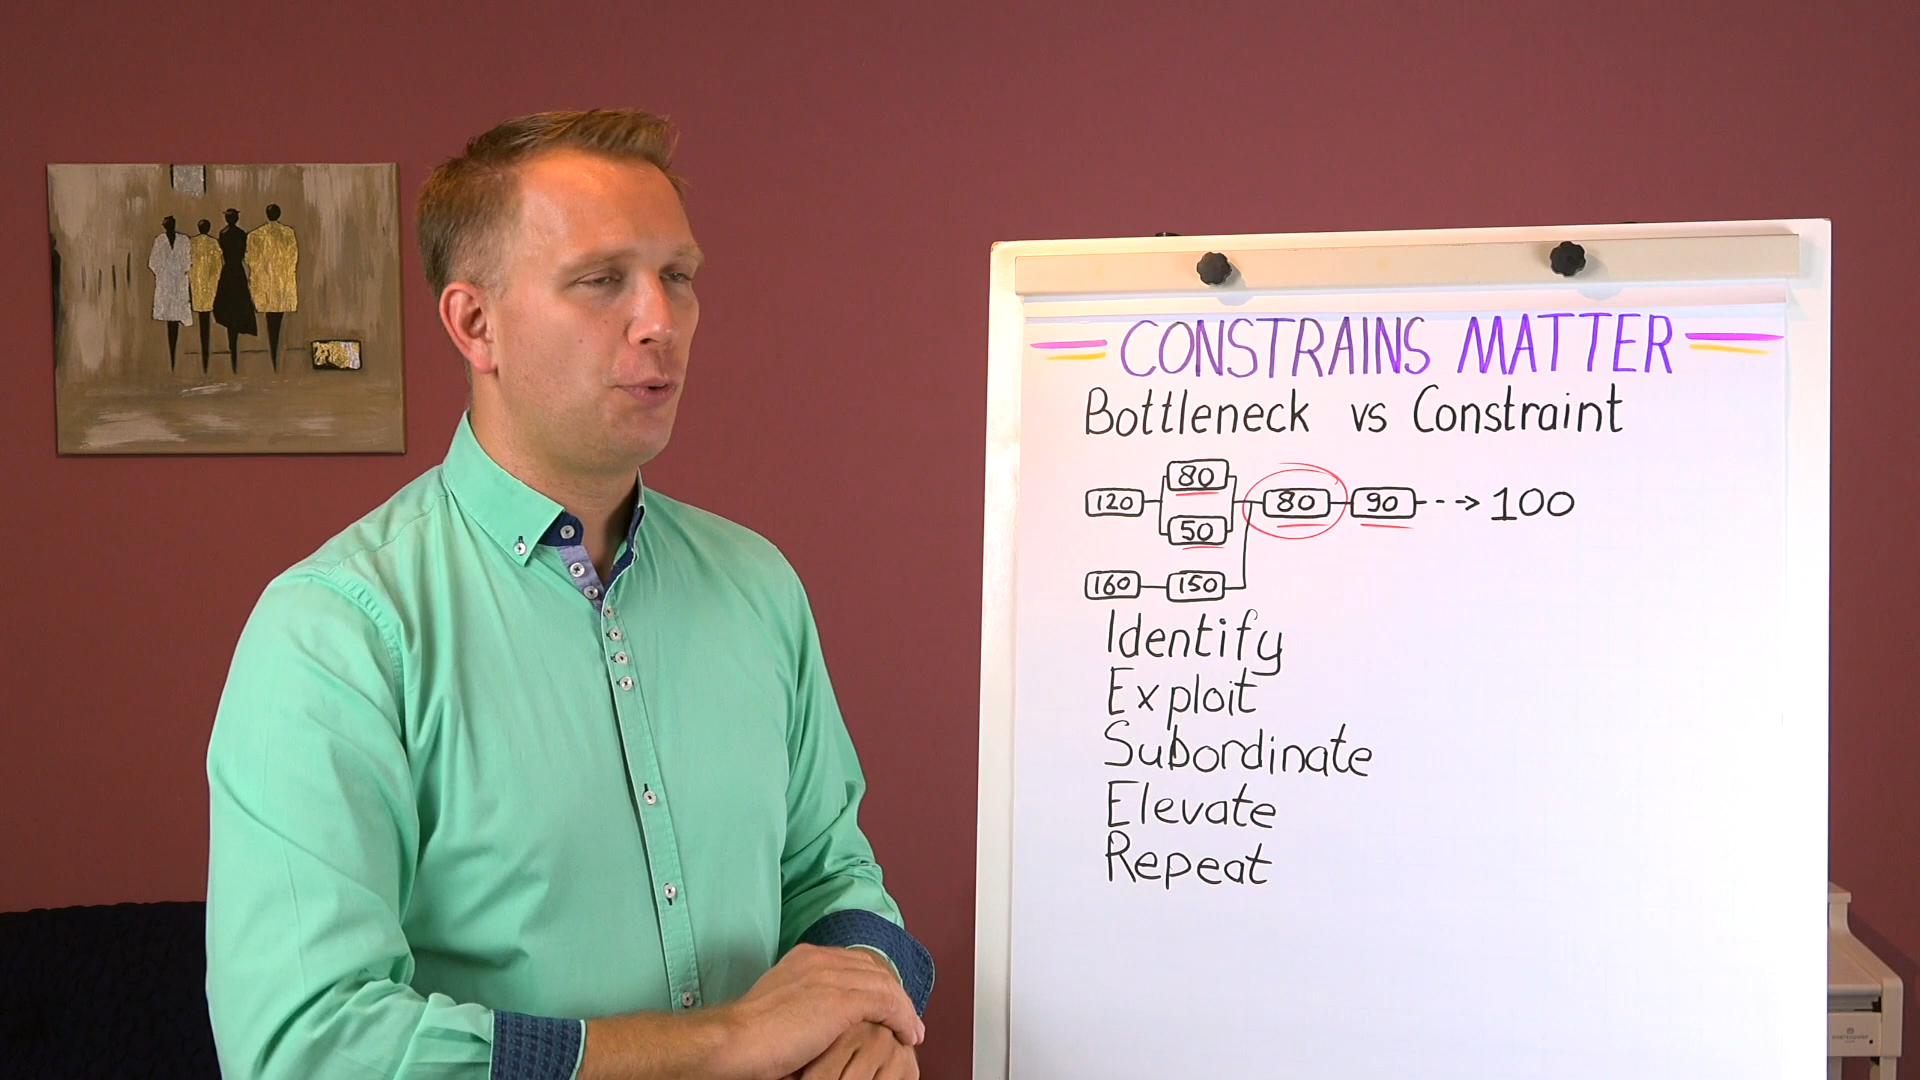 CONSTRAINS MATTER
Bottleneck vs Constraint
80
120 80 90 --→ 100
50
160 150
Identify
Exploit
Subordinate
Elevate
Repeat